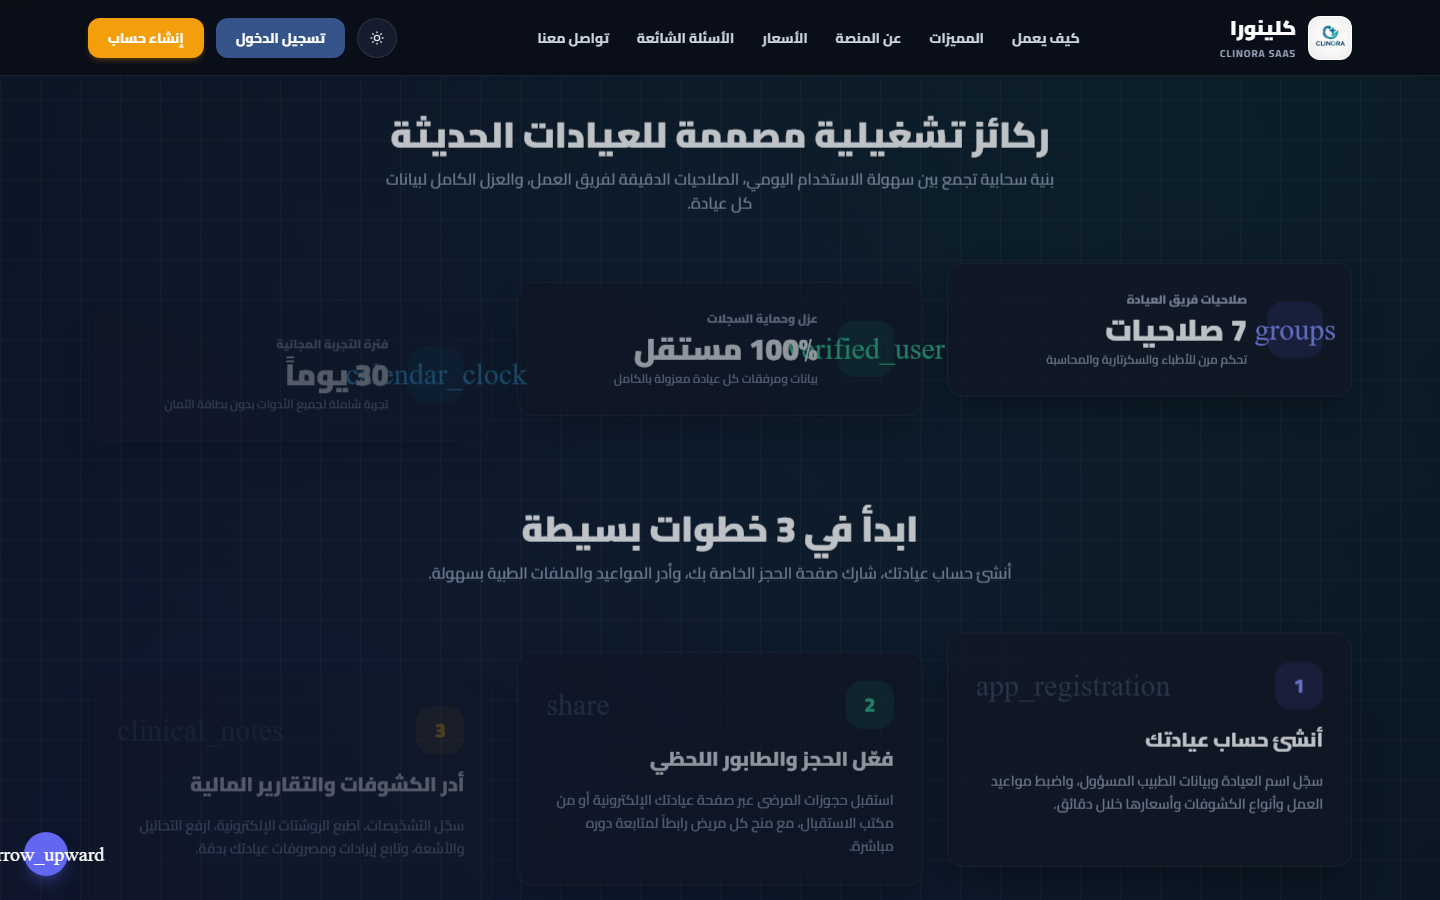 كلينورا
CLINORA SAAS
CLINORA
كيف يعمل
المميزات
عن المنصة
الأسعار
الأسئلة الشائعة
تواصل معنا
تسجيل الدخول
إنشاء حساب
ركائز تشغيلية مصممة للعيادات الحديثة
بنية سحابية تجمع بين سهولة الاستخدام اليومي، الصلاحيات الدقيقة لفريق العمل، والعزل الكامل لبيانات
كل عيادة.
groups
صلاحيات فريق العيادة
7 صلاحيات
تحكم مرن للأطباء والسكرتارية والمحاسبة
verified_user
عزل وحماية السجلات
100% مستقل
بيانات ومرفقات كل عيادة معزولة بالكامل
calendar_clock
فترة التجربة المجانية
30 يوماً
تجربة شاملة لجميع الأدوات بدون بطاقة ائتمان
ابدأ في 3 خطوات بسيطة
أنشئ حساب عيادتك، شارك صفحة الحجز الخاصة بك، وأدر المواعيد والملفات الطبية بسهولة.
1
app_registration
أنشئ حساب عيادتك
سجّل اسم العيادة وبيانات الطبيب المسؤول، واضبط مواعيد
العمل وأنواع الكشوفات وأسعارها خلال دقائق.
2
share
فعّل الحجز والطابور اللحظي
استقبل حجوزات المرضى عبر صفحة عيادتك الإلكترونية أو من
مكتب الاستقبال، مع منح كل مريض رابطاً لمتابعة دوره
مباشرة.
3
clinical_notes
أدر الكشوفات والتقارير المالية
سجّل التشخيصات، اطبع الروشتات الإلكترونية، ارفع التحاليل
والأشعة، وتابع إيرادات ومصروفات عيادتك بدقة.
rrow_upward